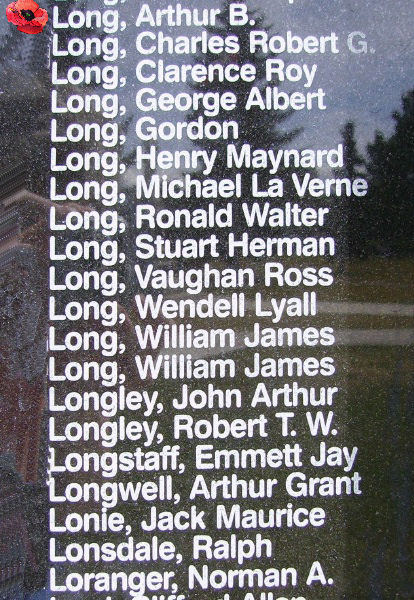 Long, Arthur B.
Long, Charles Robert G.
Long, Clarence Roy
Long, George Albert
Long, Gordon
Long, Henry Maynard
Long, Michael La Verne
Long, Ronald Walter
Long, Stuart Herman
Long, Vaughan Ross
Long, Wendell Lyall
Long, William James
Long, William James
Longley, John Arthur
Longley, Robert T. W.
Longstaff, Emmett Jay
Longwell, Arthur Grant
Lonie, Jack Maurice
Lonsdale, Ralph
Loranger, Norman A.
Clifford Allen